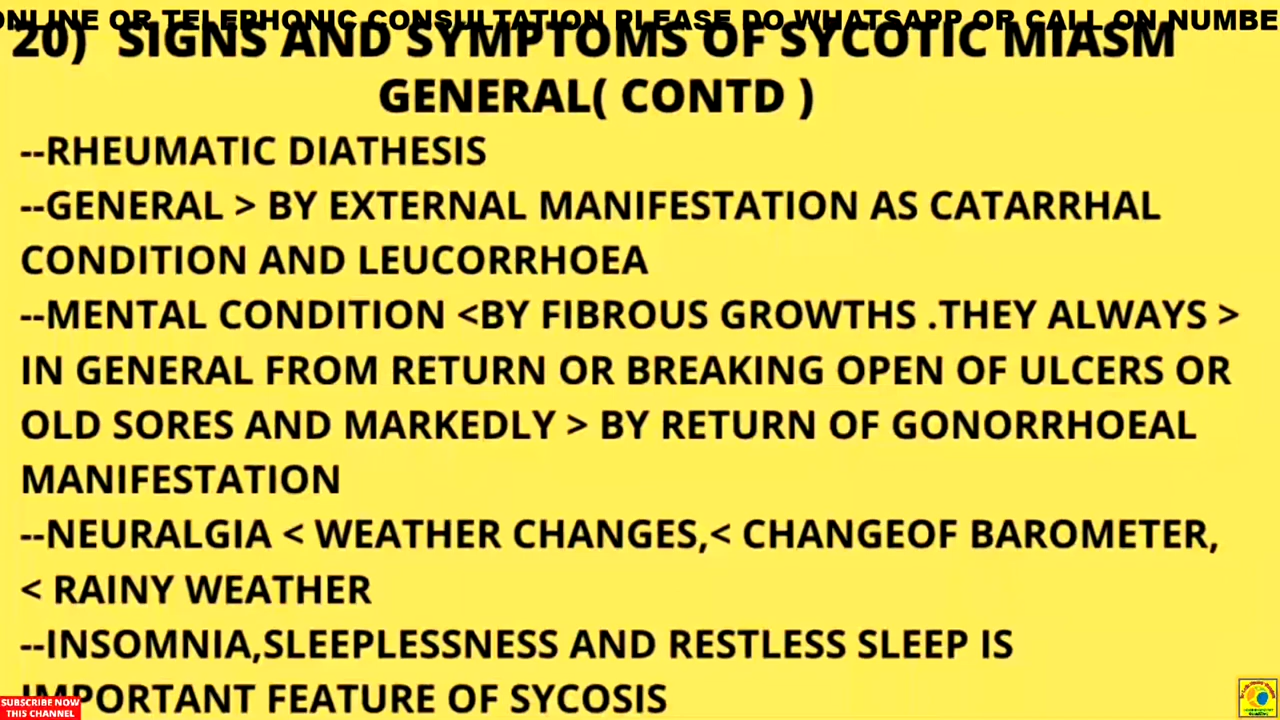 ONLINE OR TELEPHONIC CONSULTATION PLEASE DO WHATSAPP OR CALL ON NUMBE
20) SIGNS AND SYMPTOMS OF SYCOTIC MIASM
GENERAL( CONTD )
--RHEUMATIC DIATHESIS
--GENERAL > BY EXTERNAL MANIFESTATION AS CATARRHAL
CONDITION AND LEUCORRHOEA
--MENTAL CONDITION <BY FIBROUS GROWTHS .THEY ALWAYS >
IN GENERAL FROM RETURN OR BREAKING OPEN OF ULCERS OR
OLD SORES AND MARKEDLY > BY RETURN OF GONORRHOEAL
MANIFESTATION
--NEURALGIA < WEATHER CHANGES,< CHANGEOF BAROMETER,
< RAINY WEATHER
--INSOMNIA,SLEEPLESSNESS AND RESTLESS SLEEP IS
IMPORTANT FEATURE OF SYCOSIS
SUBSCRIBE NOW
THIS CHANNEL